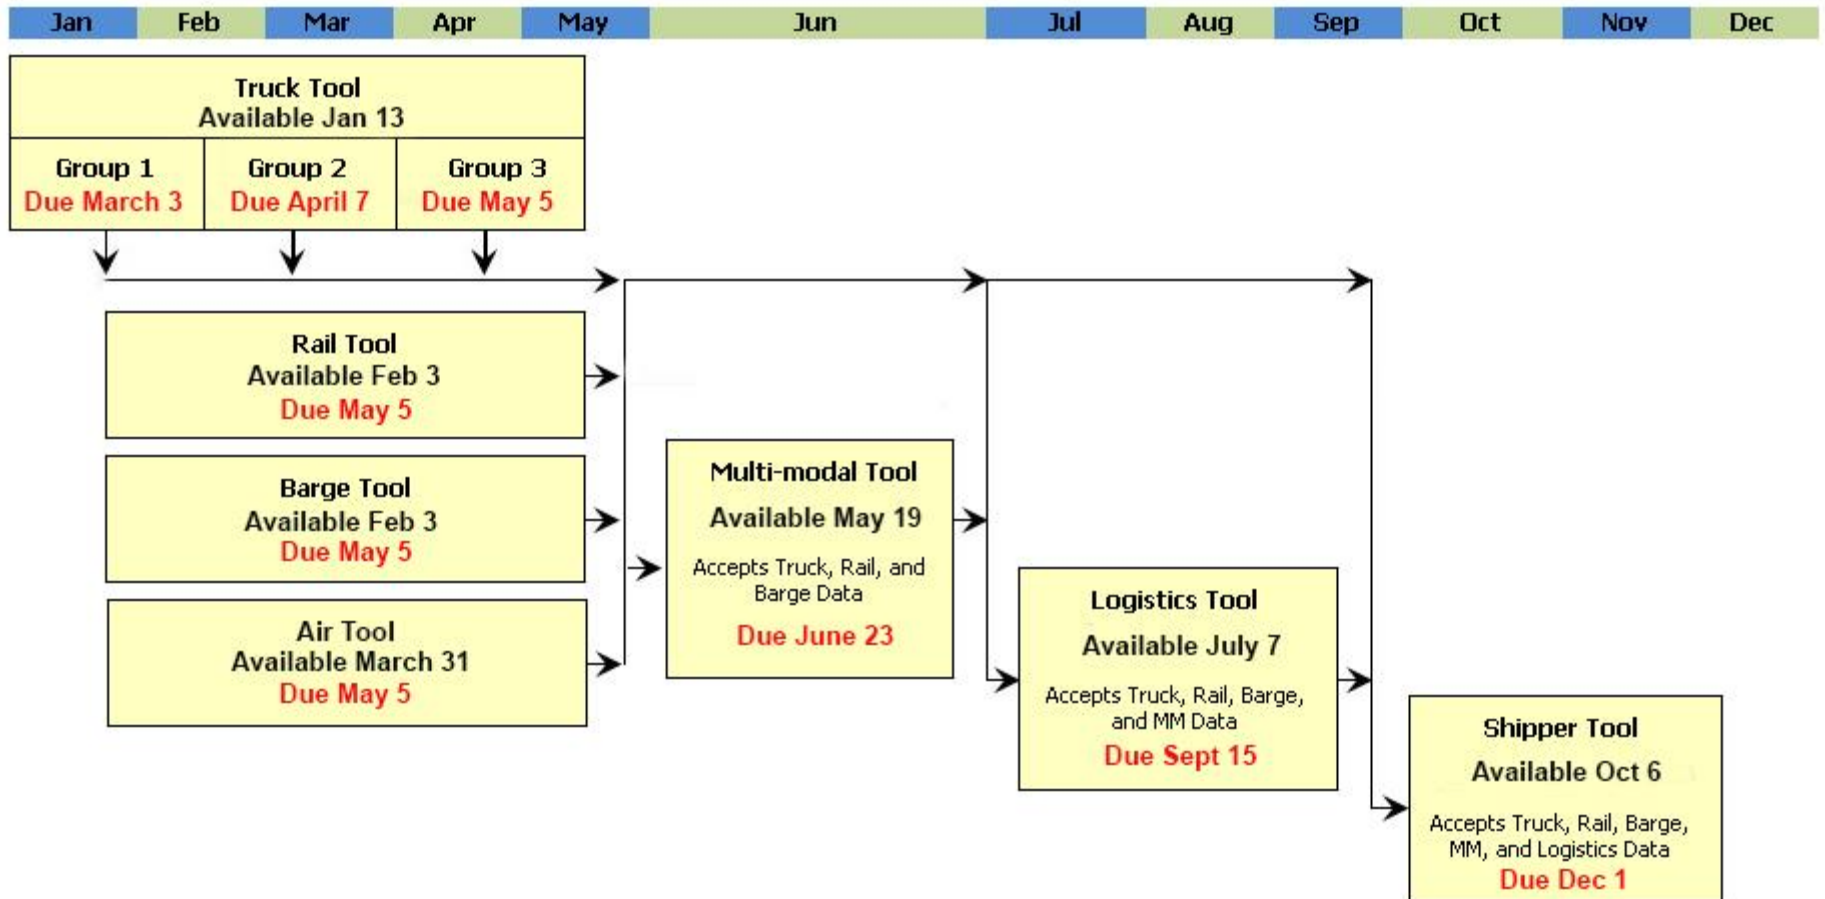 Jan Feb Mar Apr May Jun Jul Aug Sep Oct Nov Dec
Truck Tool
Available Jan 13
Group 1
Due March 3
Group 2
Due April 7
Group 3
Due May 5
Rail Tool
Available Feb 3
Due May 5
Barge Tool
Available Feb 3
Due May 5
Air Tool
Available March 31
Due May 5
Multi-modal Tool
Available May 19
Accepts Truck, Rail, and
Barge Data
Due June 23
Logistics Tool
Available July 7
Accepts Truck, Rail, Barge,
and MM Data
Due Sept 15
Shipper Tool
Available Oct 6
Accepts Truck, Rail, Barge,
MM, and Logistics Data
Due Dec 1